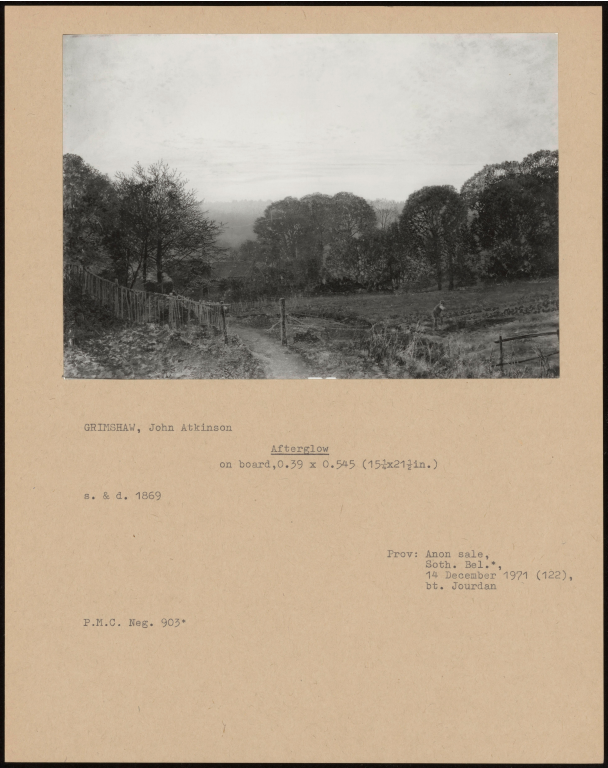 GRIMSHAW, John Atkinson
Afterglow
on board,0.39 x 0.545 (15¼x21½in.)
s. & d. 1869
Prov: Anon sale,
Soth. Bel.*,
14 December 1971 (122),
bt. Jourdan
P.M.C. Neg. 903*